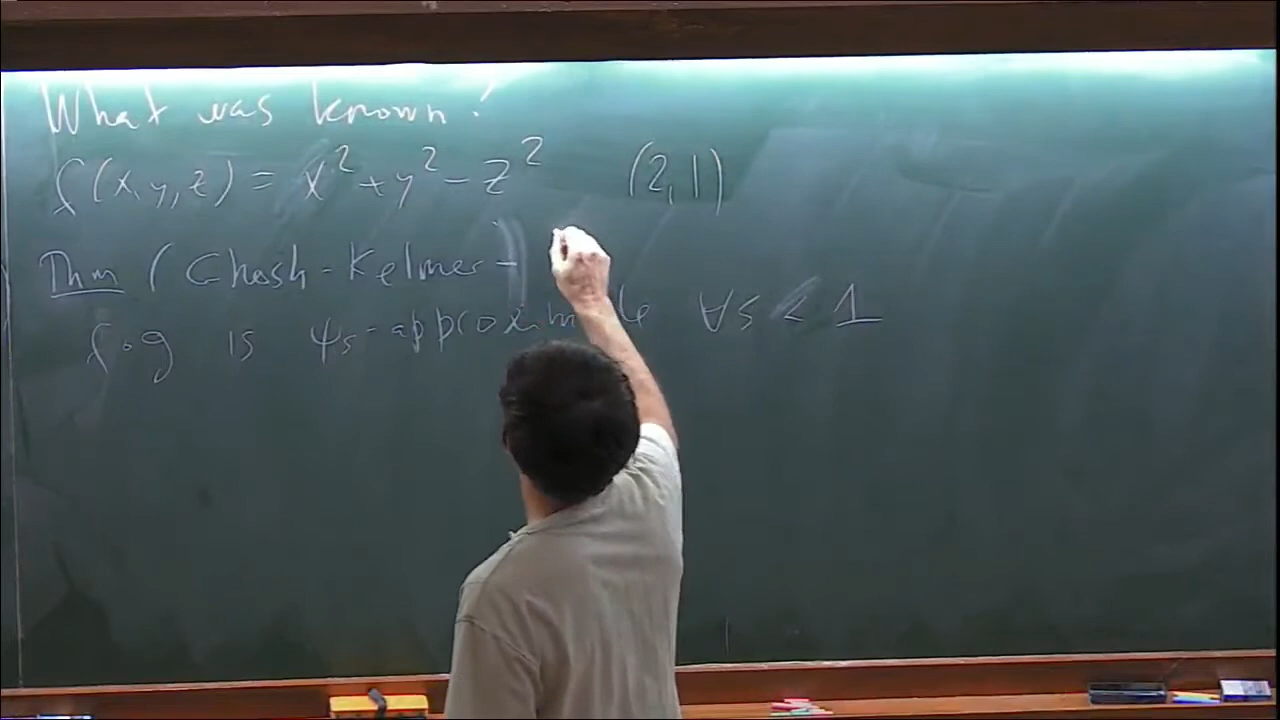 What was known?
f(x,y,z) = x²+y²-z² (2,1)
Thm (Ghosh-Kelmer-
f∘g is ψs-approximable ∀s < 1